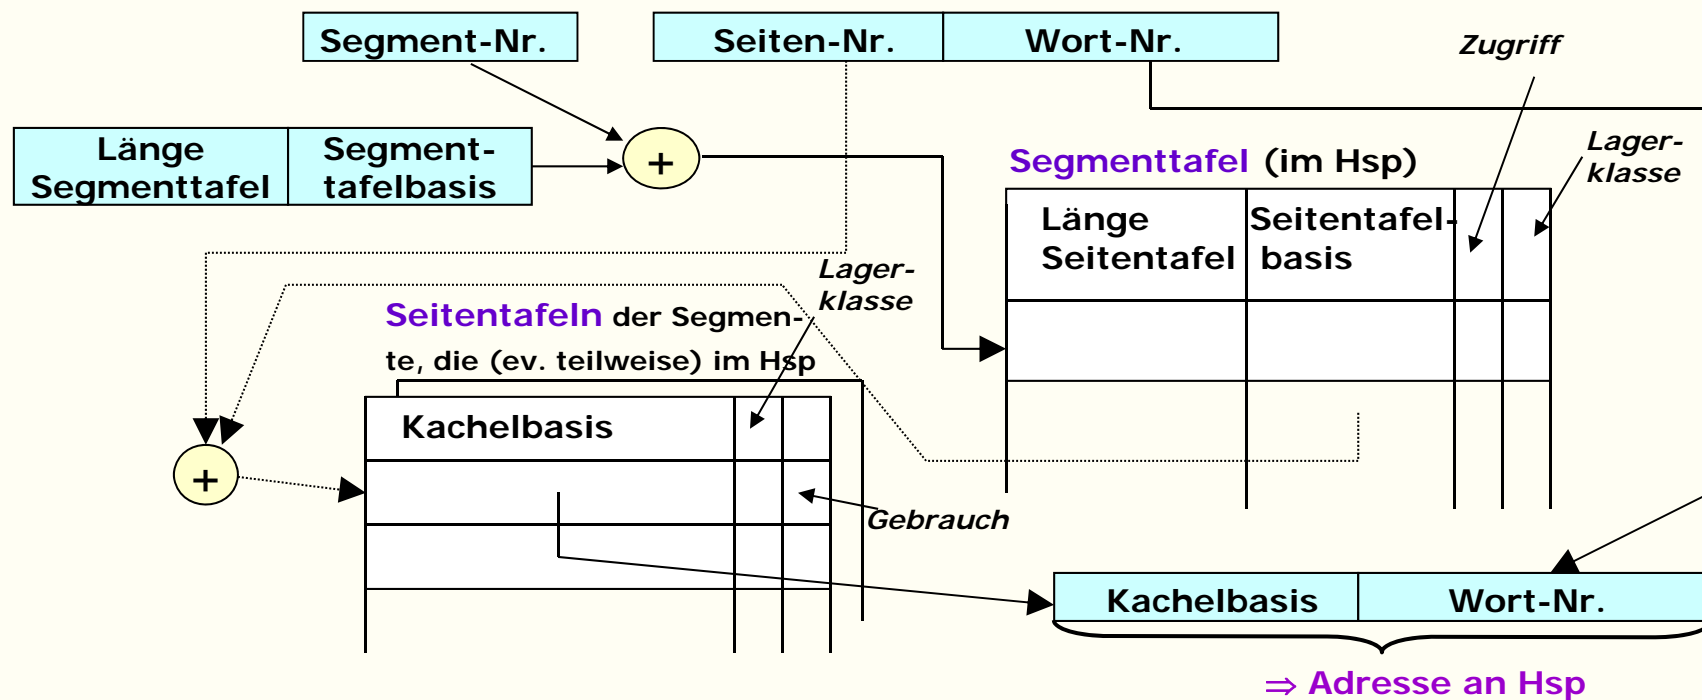 Segment-Nr.
Seiten-Nr.
Wort-Nr.
Zugriff
Länge
Segmenttafel
Segment-
tafelbasis
+
Segmenttafel (im Hsp)
Lager-
klasse
Länge
Seitentafel
Seitentafel-
basis
Lager-
klasse
Seitentafeln der Segmen-
te, die (ev. teilweise) im Hsp
Kachelbasis
+
Gebrauch
Kachelbasis
Wort-Nr.
⇒ Adresse an Hsp